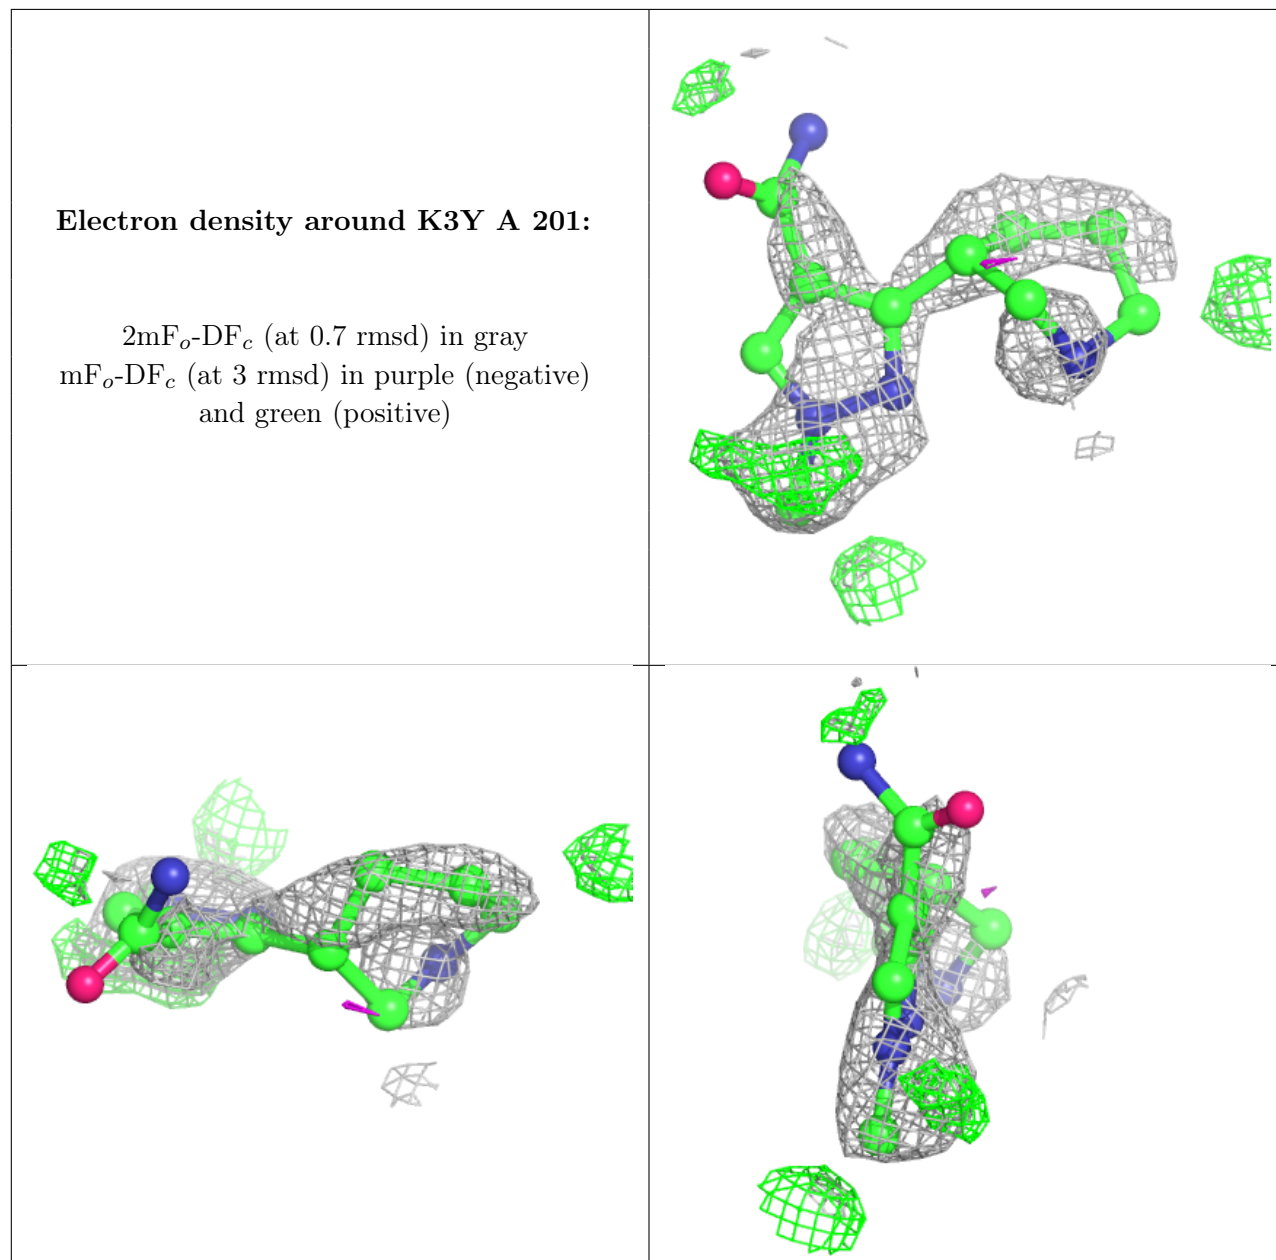 Electron density around K3Y A 201:
2mFo-DFc (at 0.7 rmsd) in gray
mFo-DFc (at 3 rmsd) in purple (negative)
and green (positive)